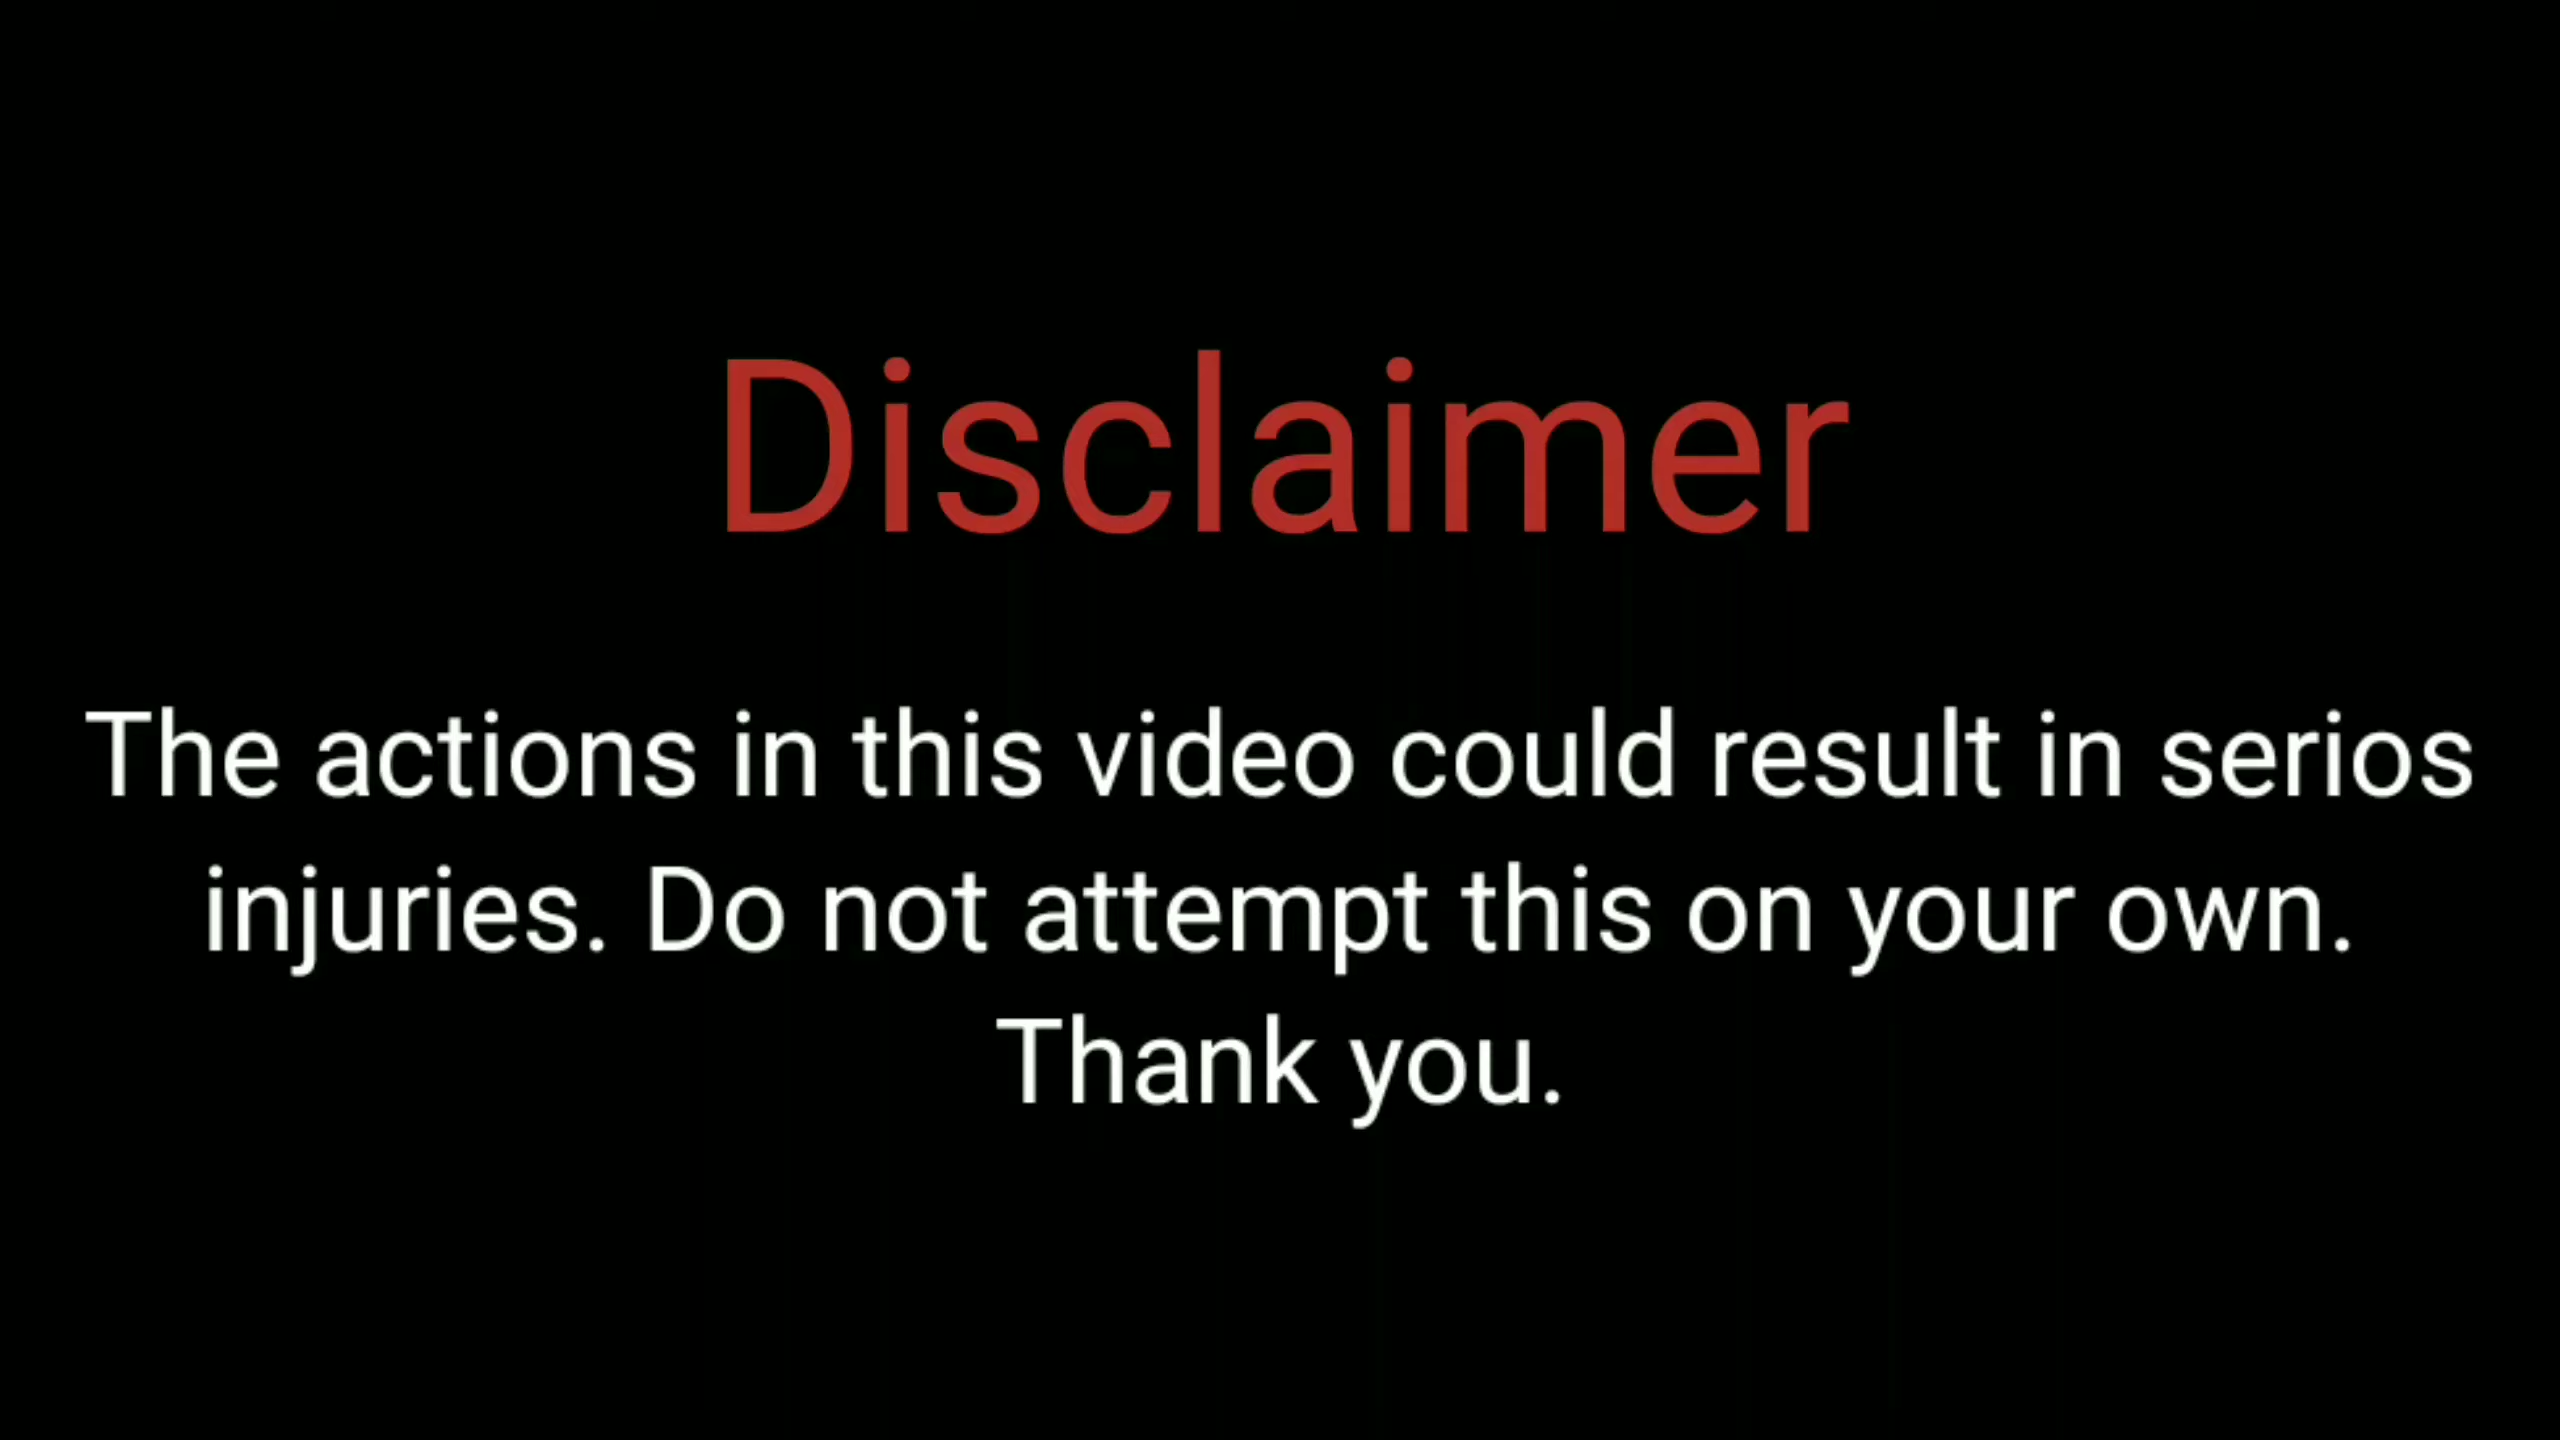 Disclaimer
The actions in this video could result in serios
injuries. Do not attempt this on your own.
Thank you.